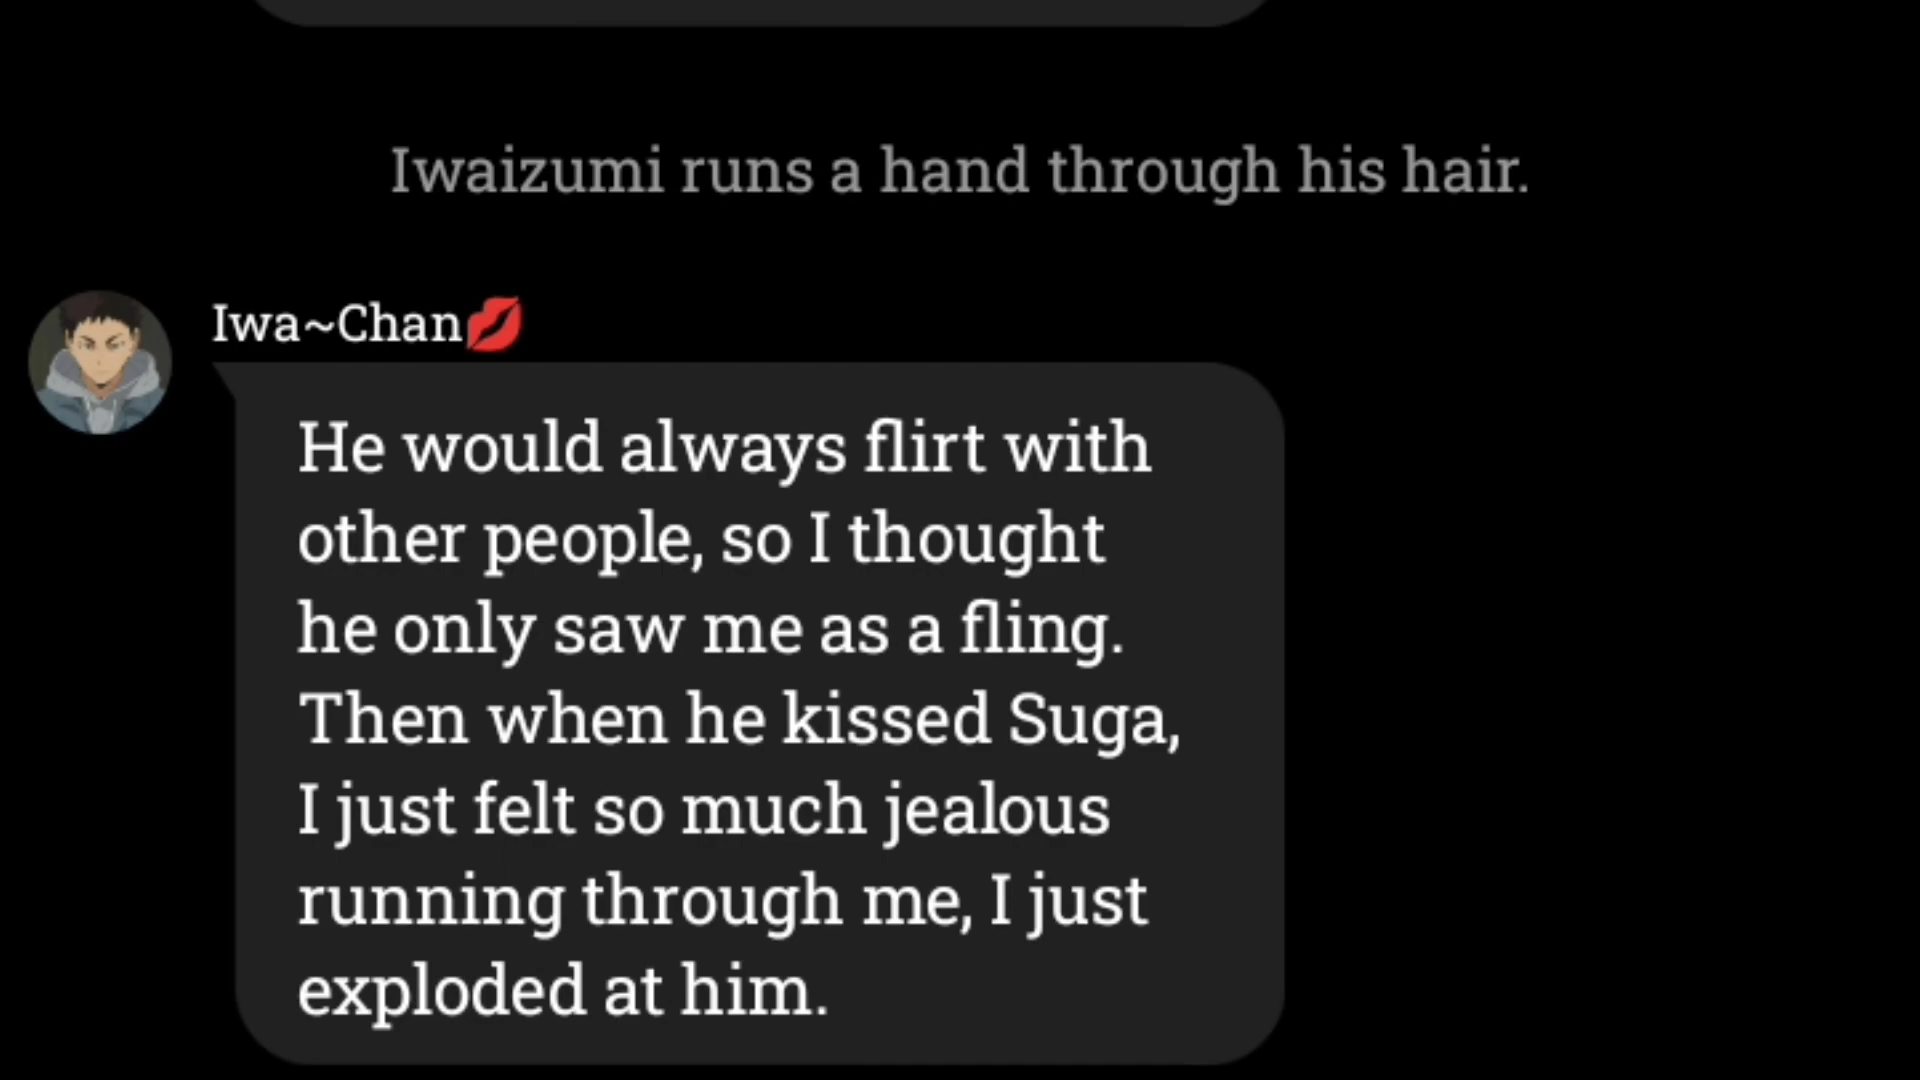 Iwaizumi runs a hand through his hair.
Iwa~Chan💋
He would always flirt with
other people, so I thought
he only saw me as a fling.
Then when he kissed Suga,
I just felt so much jealous
running through me, I just
exploded at him.